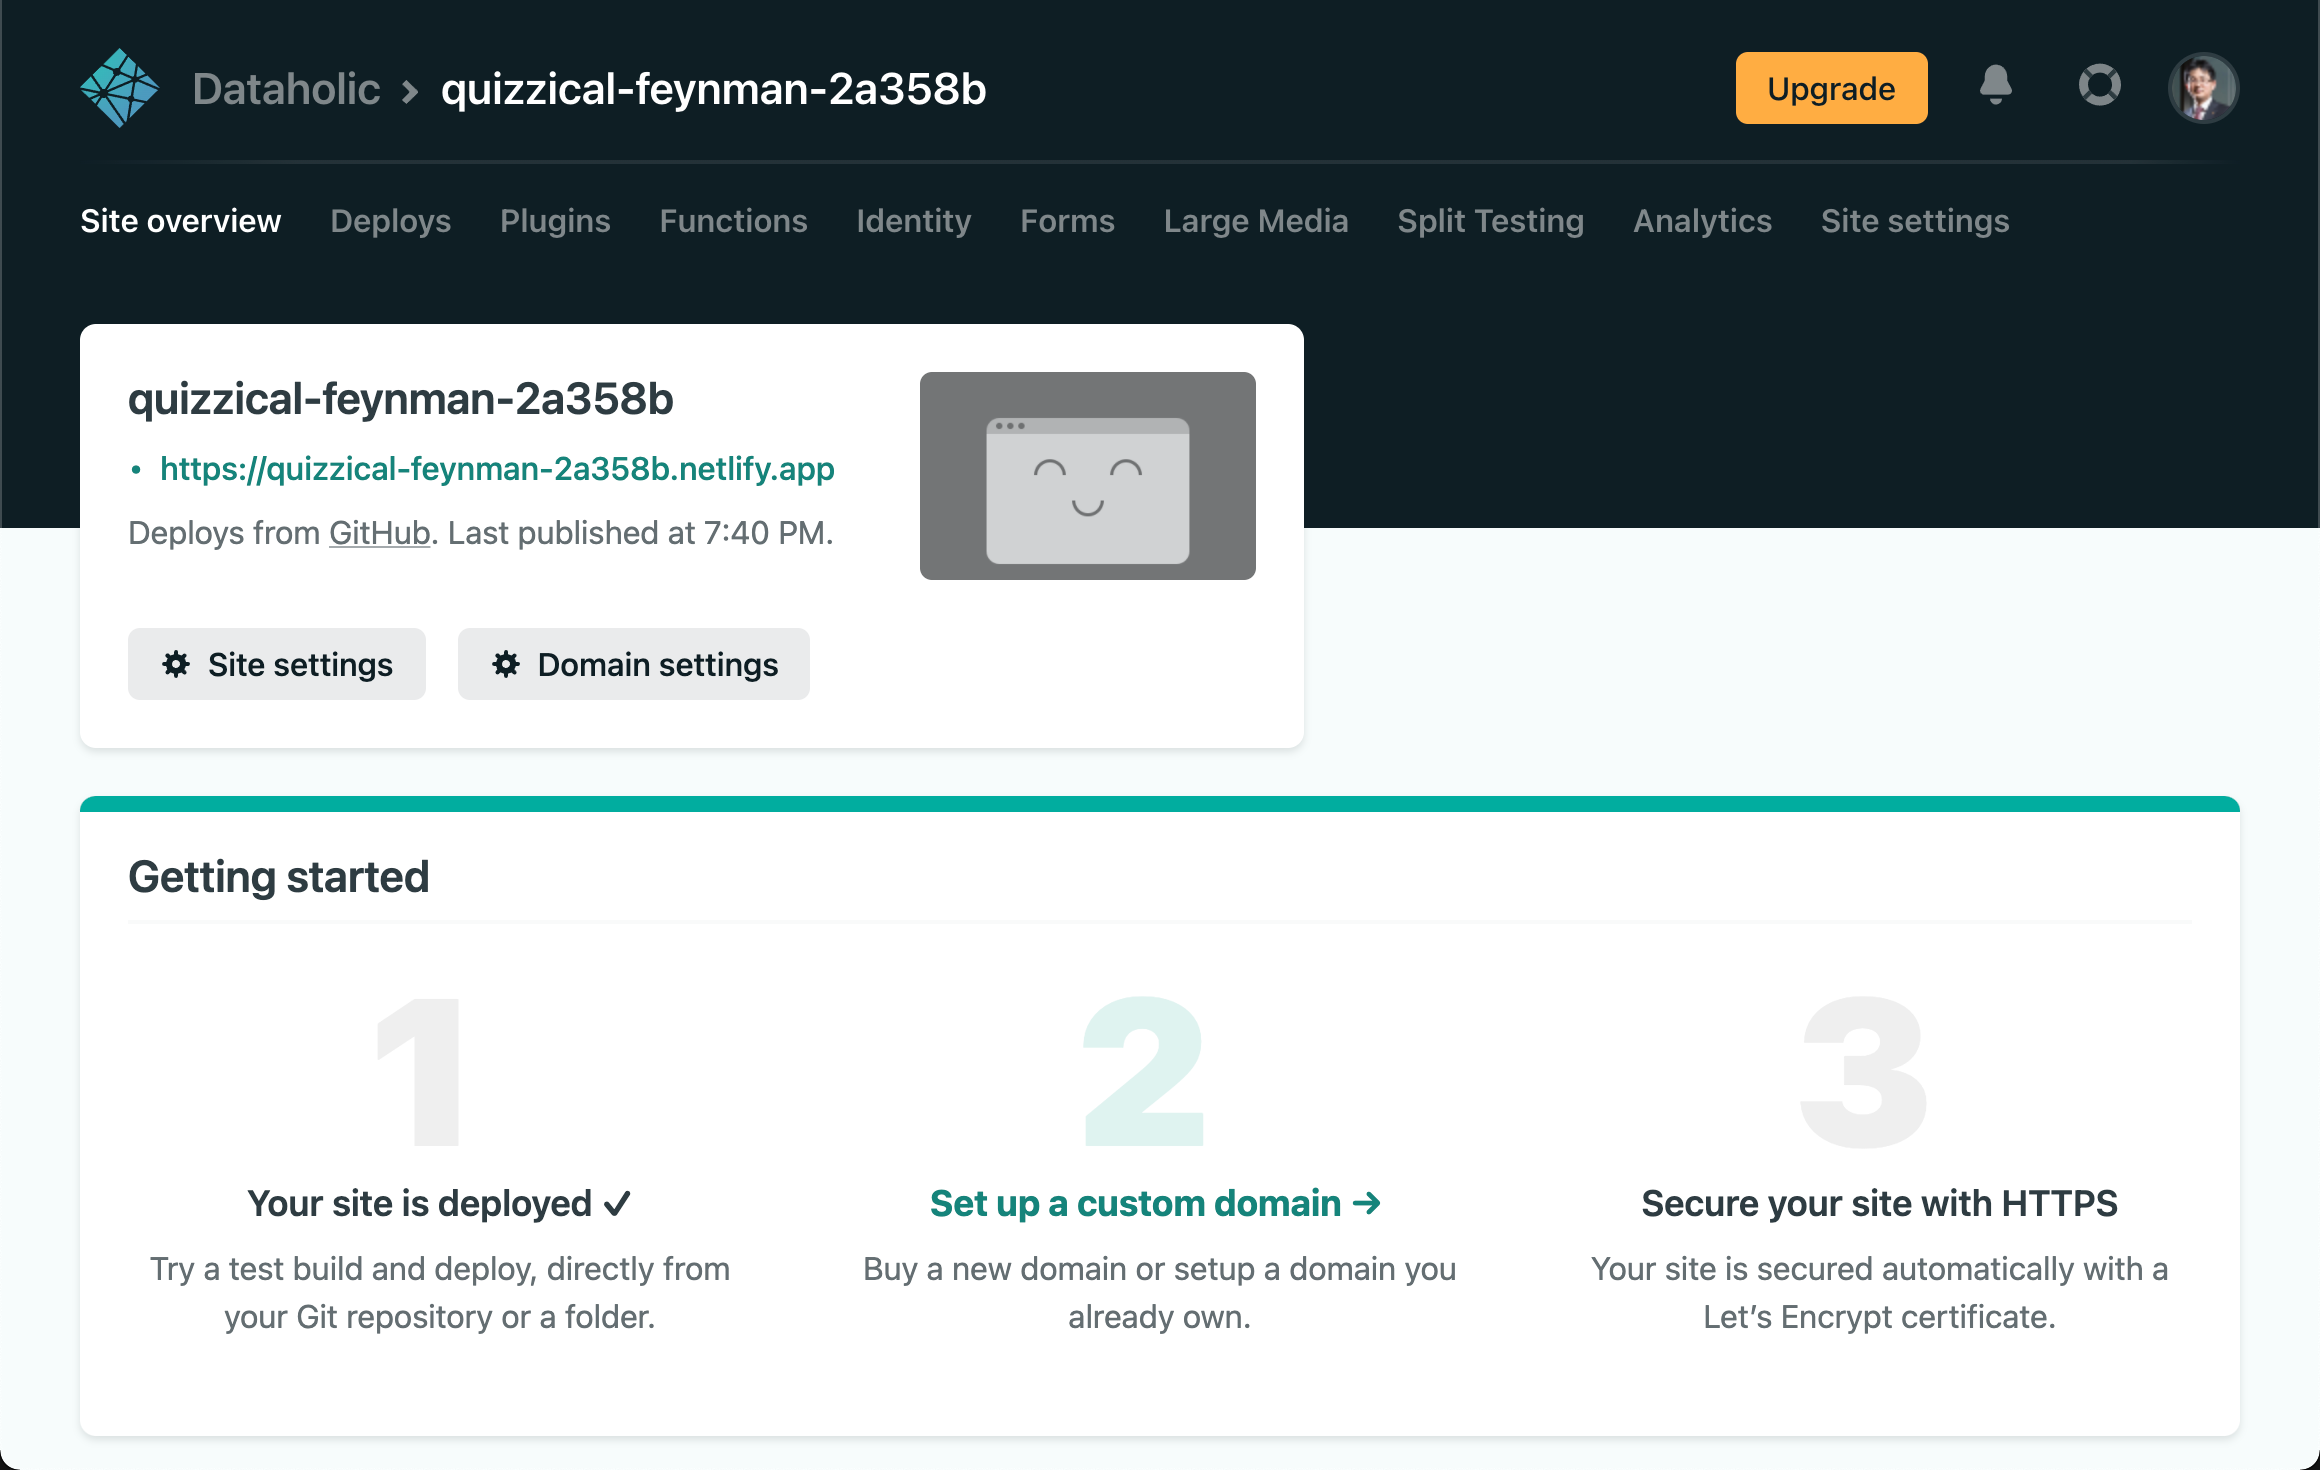 Dataholic > quizzical-feynman-2a358b
Upgrade
Site overview Deploys Plugins Functions Identity Forms Large Media Split Testing Analytics Site settings
quizzical-feynman-2a358b
• https://quizzical-feynman-2a358b.netlify.app
Deploys from GitHub. Last published at 7:40 PM.
Site settings Domain settings
Getting started
1
Your site is deployed ✓
Try a test build and deploy, directly from
your Git repository or a folder.
2
Set up a custom domain →
Buy a new domain or setup a domain you
already own.
3
Secure your site with HTTPS
Your site is secured automatically with a
Let’s Encrypt certificate.